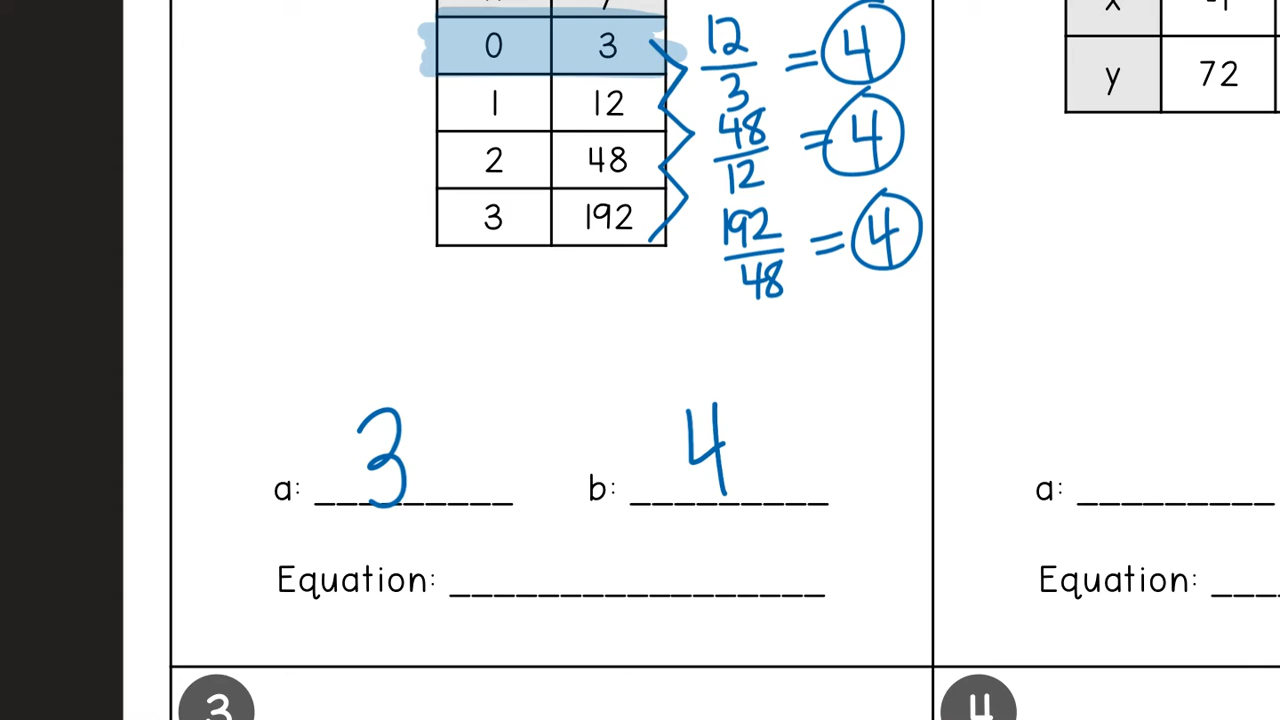 0 3
1 12
2 48
3 192
12/3 = 4
48/12 = 4
192/48 = 4
y 72
a: 3 b: 4
Equation:
a:
Equation:
3
4